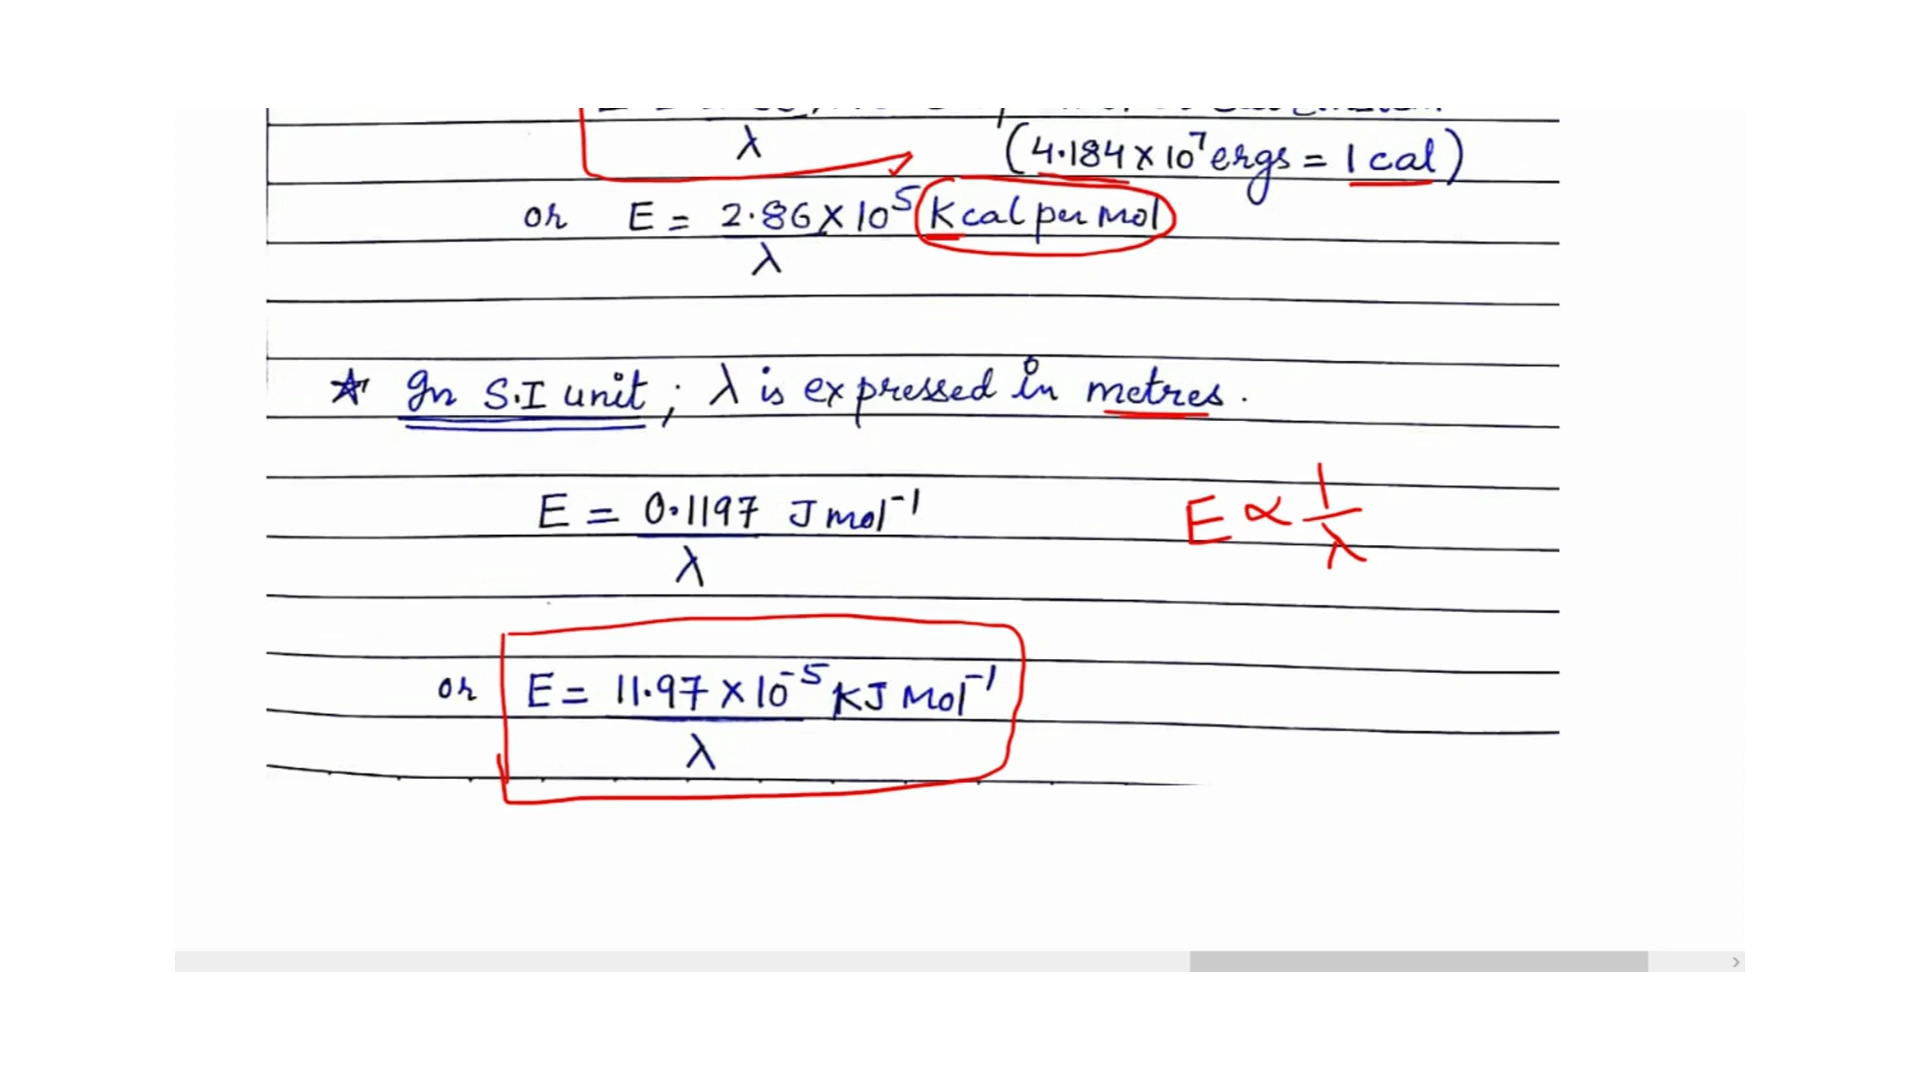 λ
(4.184 × 10⁷ ergs = 1 cal)
or E = 2.86 × 10⁵ Kcal per mol
λ
☆ In S.I unit ; λ is expressed in metres .
E = 0.1197 J mol⁻¹
λ
E ∝ 1
λ
or E = 11.97 × 10⁻⁵ KJ Mol⁻¹
λ